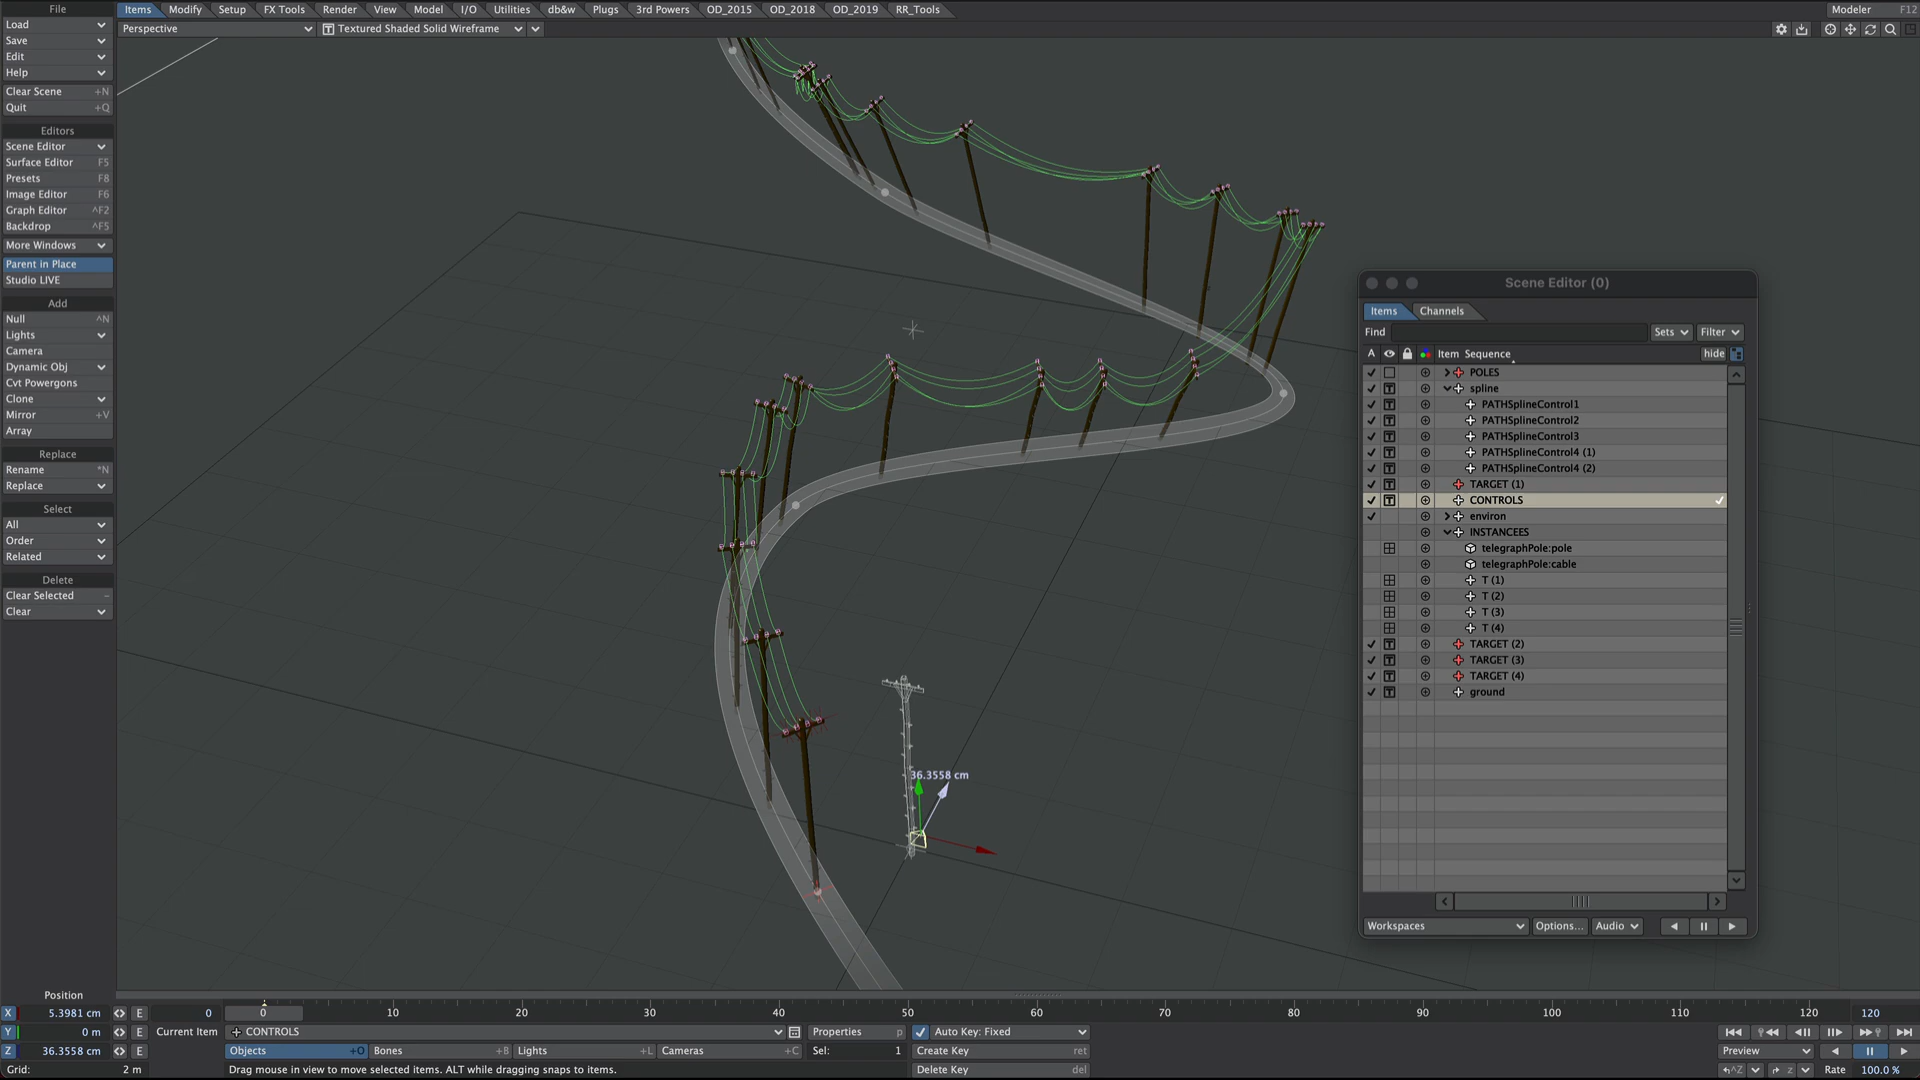 File
Items Modify Setup FX Tools Render View Model I/O Utilities db&w Plugs 3rd Powers OD_2015 OD_2018 OD_2019 RR_Tools
Modeler F12
Load
Save
Edit
Help
Clear Scene +N
Quit +Q
Editors
Scene Editor
Surface Editor F5
Presets F8
Image Editor F6
Graph Editor ^F2
Backdrop ^F5
More Windows
Parent in Place
Studio LIVE
Add
Null ^N
Lights
Camera
Dynamic Obj
Cvt Powergons
Clone
Mirror +V
Array
Replace
Rename *N
Replace
Select
All
Order
Related
Delete
Clear Selected –
Clear
Perspective
T Textured Shaded Solid Wireframe
36.3558 cm
Scene Editor (0)
Items Channels
Find Sets Filter
A Item Sequence hide
POLES
T spline
T PATHSplineControl1
T PATHSplineControl2
T PATHSplineControl3
T PATHSplineControl4 (1)
T PATHSplineControl4 (2)
T TARGET (1)
T CONTROLS
environ
INSTANCEES
telegraphPole:pole
telegraphPole:cable
T (1)
T (2)
T (3)
T (4)
T TARGET (2)
T TARGET (3)
T TARGET (4)
T ground
Workspaces Options... Audio
Position
X 5.3981 cm E
Y 0 m E
Z 36.3558 cm E
Grid: 2 m
0 0 10 20 30 40 50 60 70 80 90 100 110 120 120
Current Item CONTROLS Properties p Auto Key: Fixed
Objects +O Bones +B Lights +L Cameras +C Sel: 1 Create Key ret
Drag mouse in view to move selected items. ALT while dragging snaps to items.
Delete Key del
Preview
^Z z Rate 100.0 %